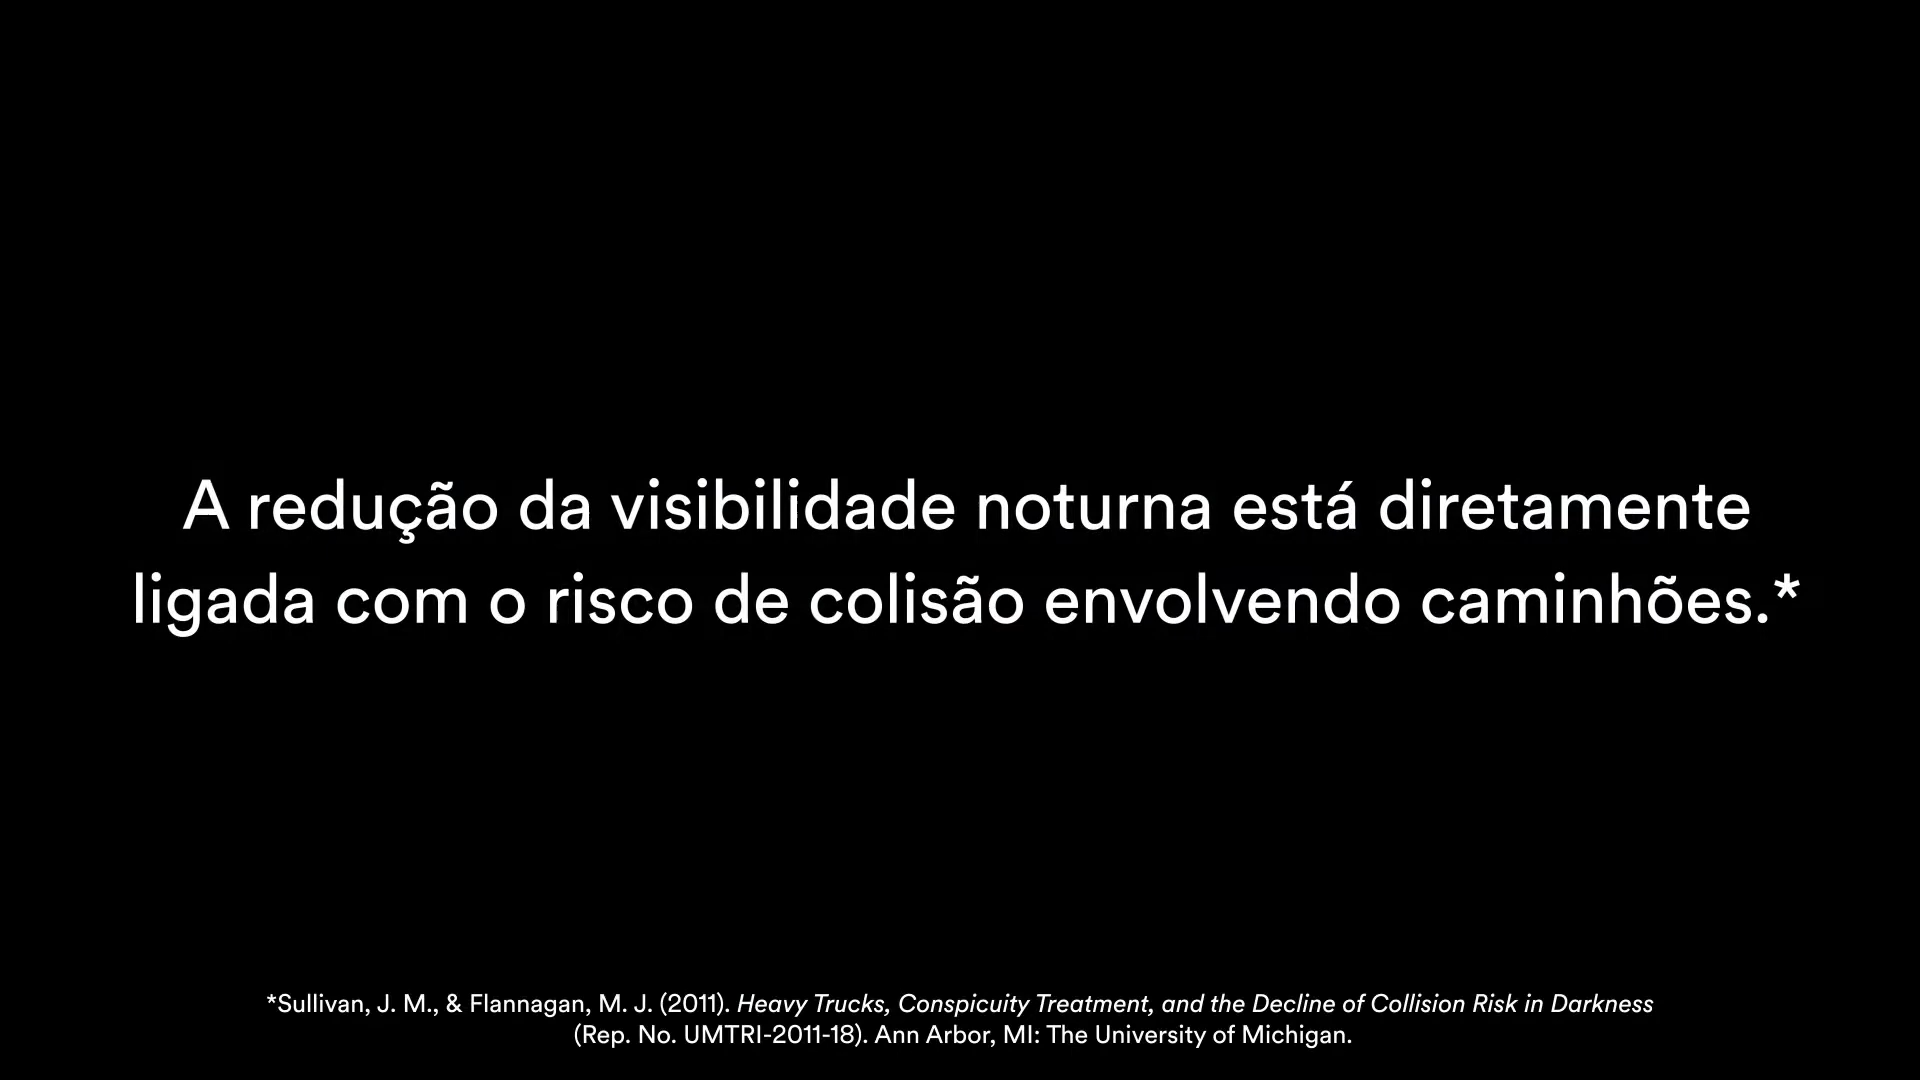 A redução da visibilidade noturna está diretamente
ligada com o risco de colisão envolvendo caminhões.*
*Sullivan, J. M., & Flannagan, M. J. (2011). Heavy Trucks, Conspicuity Treatment, and the Decline of Collision Risk in Darkness
(Rep. No. UMTRI-2011-18). Ann Arbor, MI: The University of Michigan.